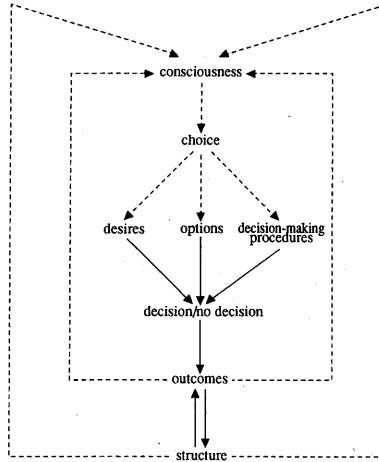 consciousness
choice
desires
options
decision-making
procedures
decision/no decision
outcomes
structure